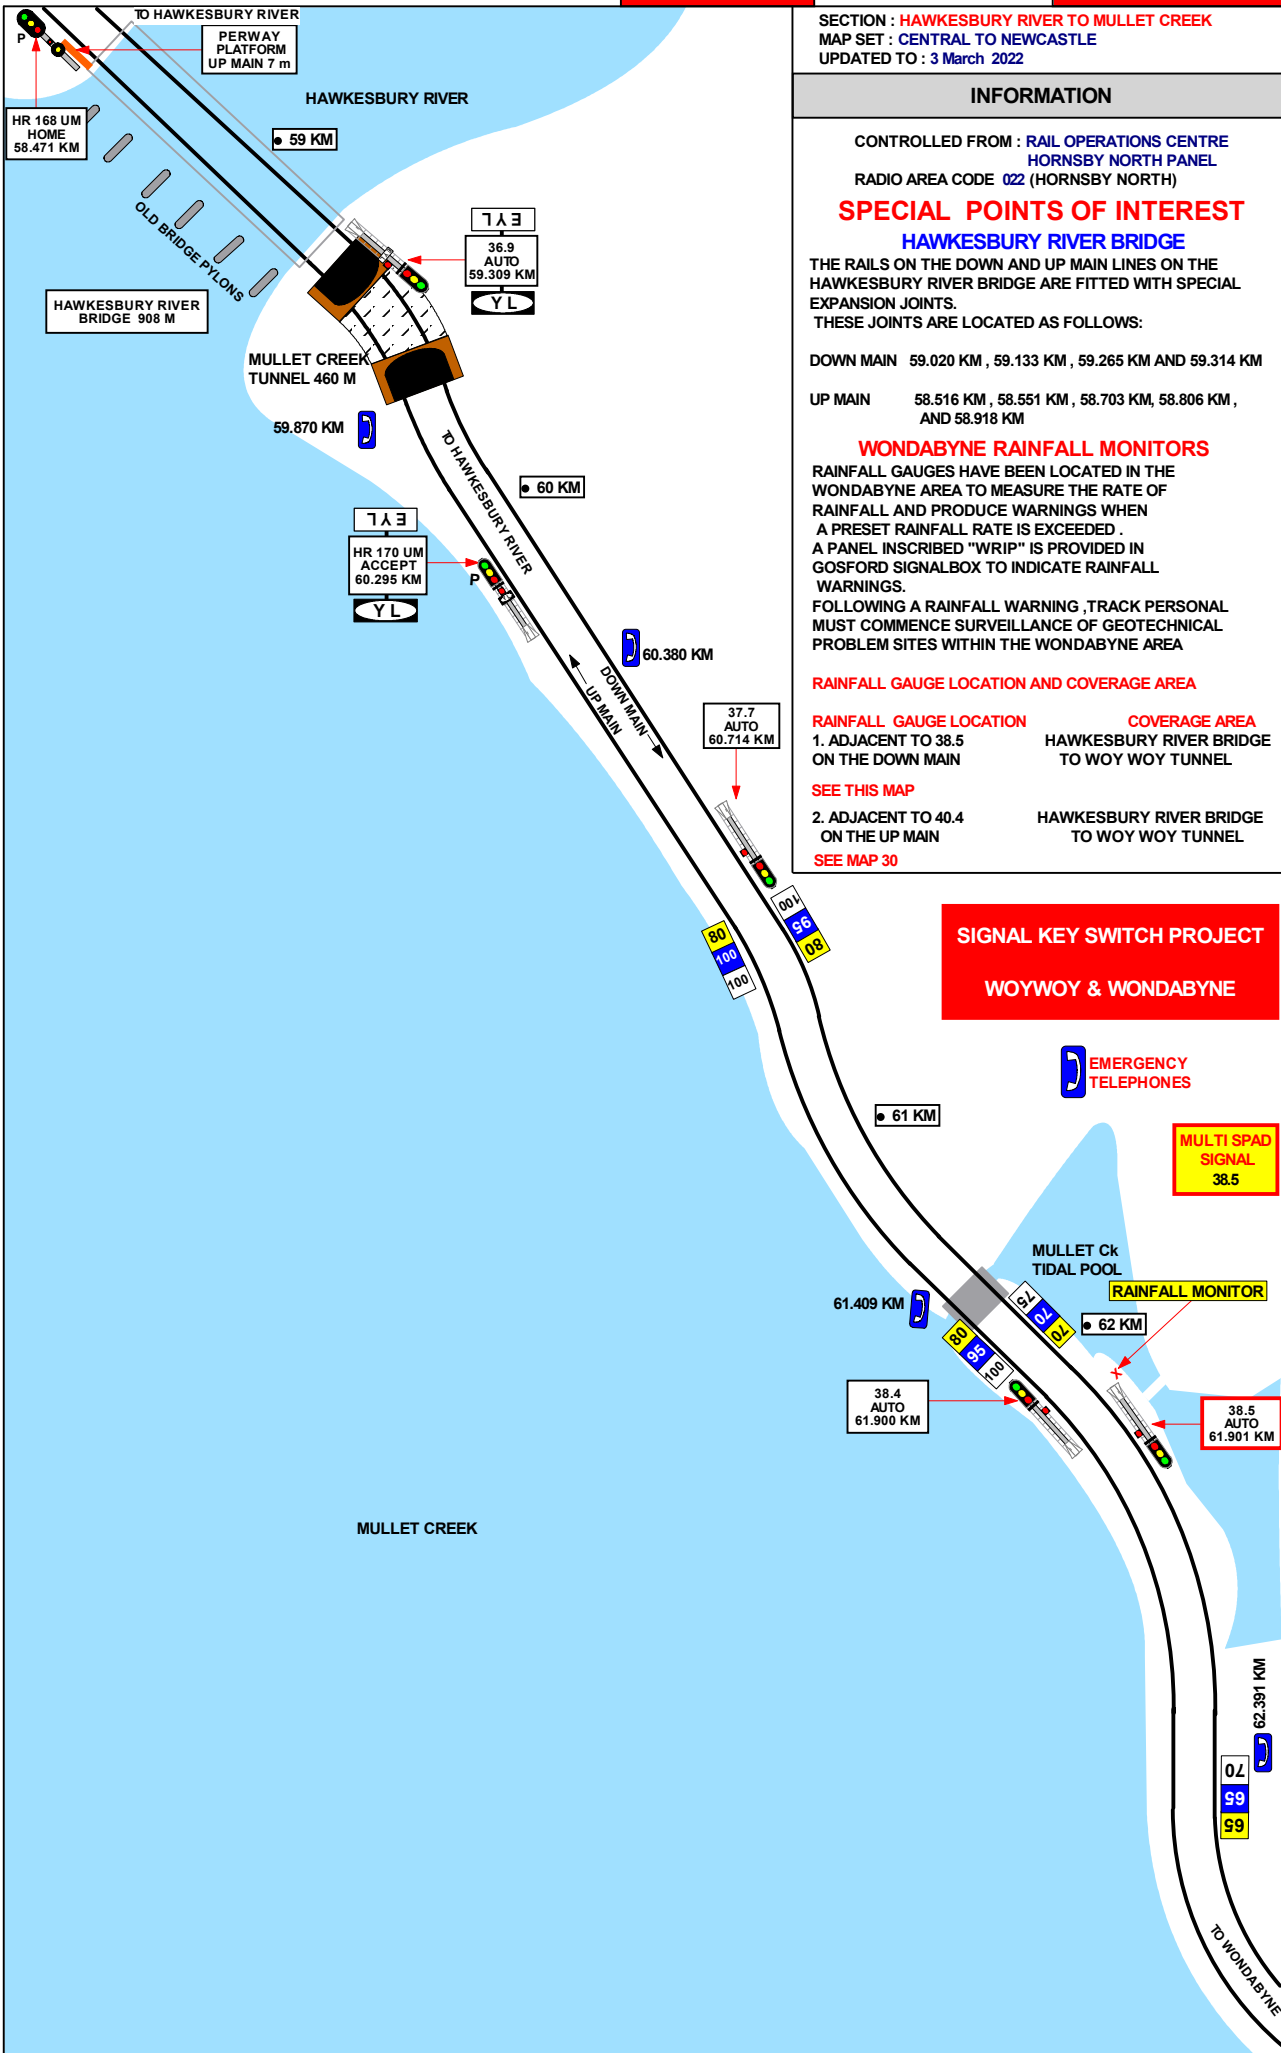 SECTION : HAWKESBURY RIVER TO MULLET CREEK
MAP SET : CENTRAL TO NEWCASTLE
UPDATED TO : 3 March 2022
INFORMATION
CONTROLLED FROM : RAIL OPERATIONS CENTRE
HORNSBY NORTH PANEL
RADIO AREA CODE 022 (HORNSBY NORTH)
SPECIAL POINTS OF INTEREST
HAWKESBURY RIVER BRIDGE
THE RAILS ON THE DOWN AND UP MAIN LINES ON THE
HAWKESBURY RIVER BRIDGE ARE FITTED WITH SPECIAL
EXPANSION JOINTS.
THESE JOINTS ARE LOCATED AS FOLLOWS:
DOWN MAIN 59.020 KM , 59.133 KM , 59.265 KM AND 59.314 KM
UP MAIN 58.516 KM , 58.551 KM , 58.703 KM, 58.806 KM ,
AND 58.918 KM
WONDABYNE RAINFALL MONITORS
RAINFALL GAUGES HAVE BEEN LOCATED IN THE
WONDABYNE AREA TO MEASURE THE RATE OF
RAINFALL AND PRODUCE WARNINGS WHEN
A PRESET RAINFALL RATE IS EXCEEDED .
A PANEL INSCRIBED "WRIP" IS PROVIDED IN
GOSFORD SIGNALBOX TO INDICATE RAINFALL
WARNINGS.
FOLLOWING A RAINFALL WARNING ,TRACK PERSONAL
MUST COMMENCE SURVEILLANCE OF GEOTECHNICAL
PROBLEM SITES WITHIN THE WONDABYNE AREA
RAINFALL GAUGE LOCATION AND COVERAGE AREA
RAINFALL GAUGE LOCATION COVERAGE AREA
1. ADJACENT TO 38.5 HAWKESBURY RIVER BRIDGE
ON THE DOWN MAIN TO WOY WOY TUNNEL
SEE THIS MAP
2. ADJACENT TO 40.4 HAWKESBURY RIVER BRIDGE
ON THE UP MAIN TO WOY WOY TUNNEL
SEE MAP 30
TO HAWKESBURY RIVER
P
PERWAY
PLATFORM
UP MAIN 7 m
HAWKESBURY RIVER
HR 168 UM
HOME
58.471 KM
59 KM
OLD BRIDGE PYLONS
HAWKESBURY RIVER
BRIDGE 908 M
EYL
36.9
AUTO
59.309 KM
YL
MULLET CREEK
TUNNEL 460 M
59.870 KM
TO HAWKESBURY RIVER
60 KM
EYL
HR 170 UM
ACCEPT
60.295 KM
YL
P
60.380 KM
UP MAIN
DOWN MAIN
37.7
AUTO
60.714 KM
100
95
80
80
100
100
SIGNAL KEY SWITCH PROJECT
WOYWOY & WONDABYNE
EMERGENCY
TELEPHONES
61 KM
MULTI SPAD
SIGNAL
38.5
MULLET Ck
TIDAL POOL
RAINFALL MONITOR
61.409 KM
75
70
70
62 KM
80
95
100
X
38.4
AUTO
61.900 KM
38.5
AUTO
61.901 KM
MULLET CREEK
62.391 KM
70
65
65
TO WONDABYNE